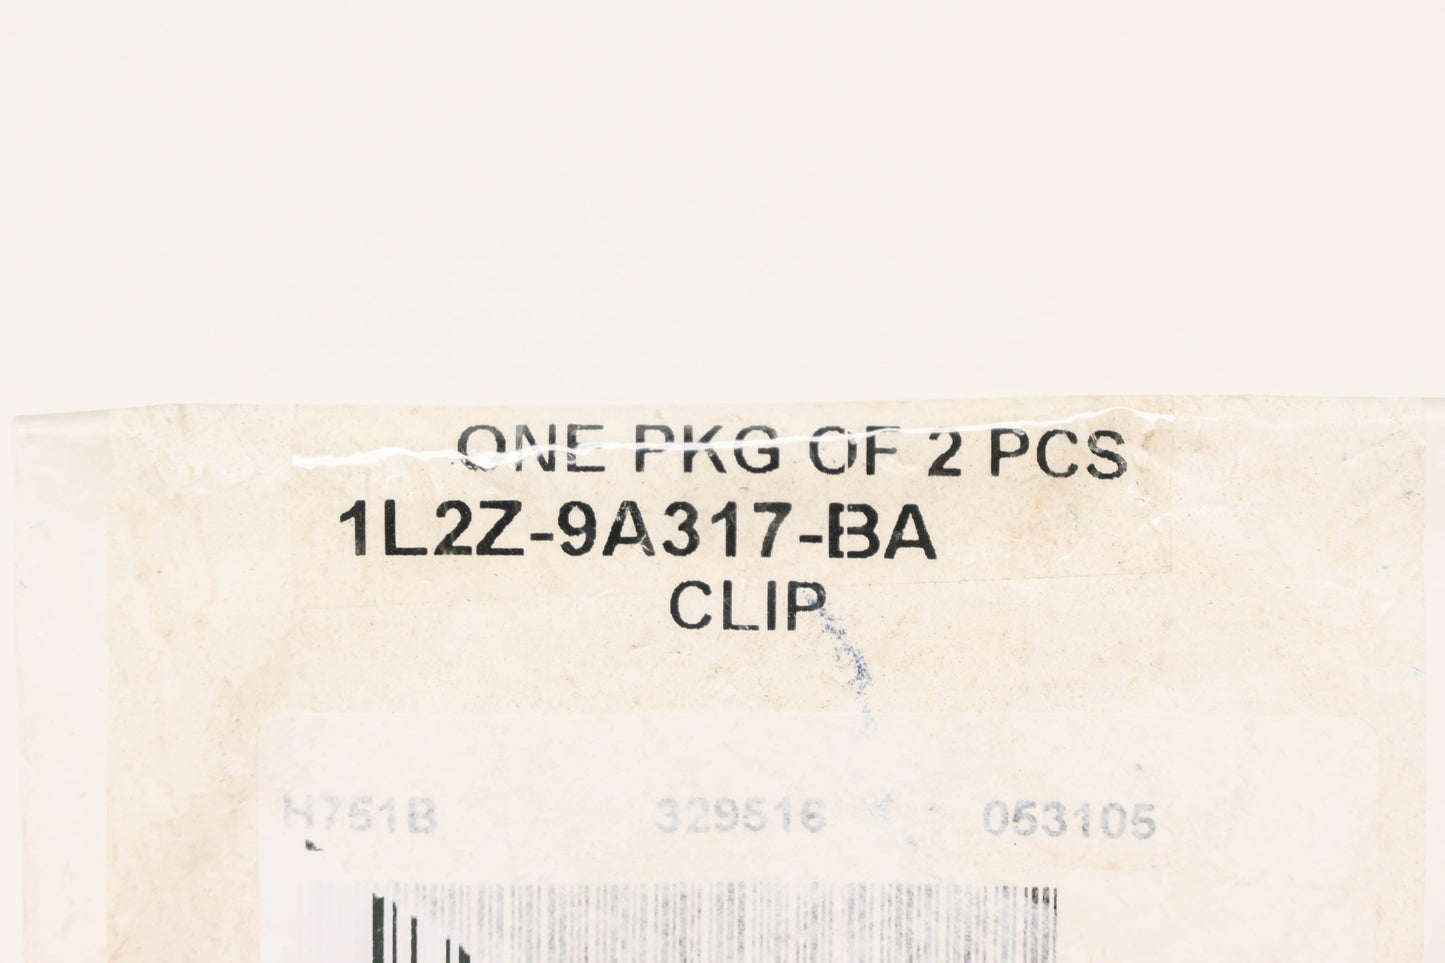 ONE PKG OF 2 PCS
1L2Z-9A317-BA
CLIP
H751B 329516 053105